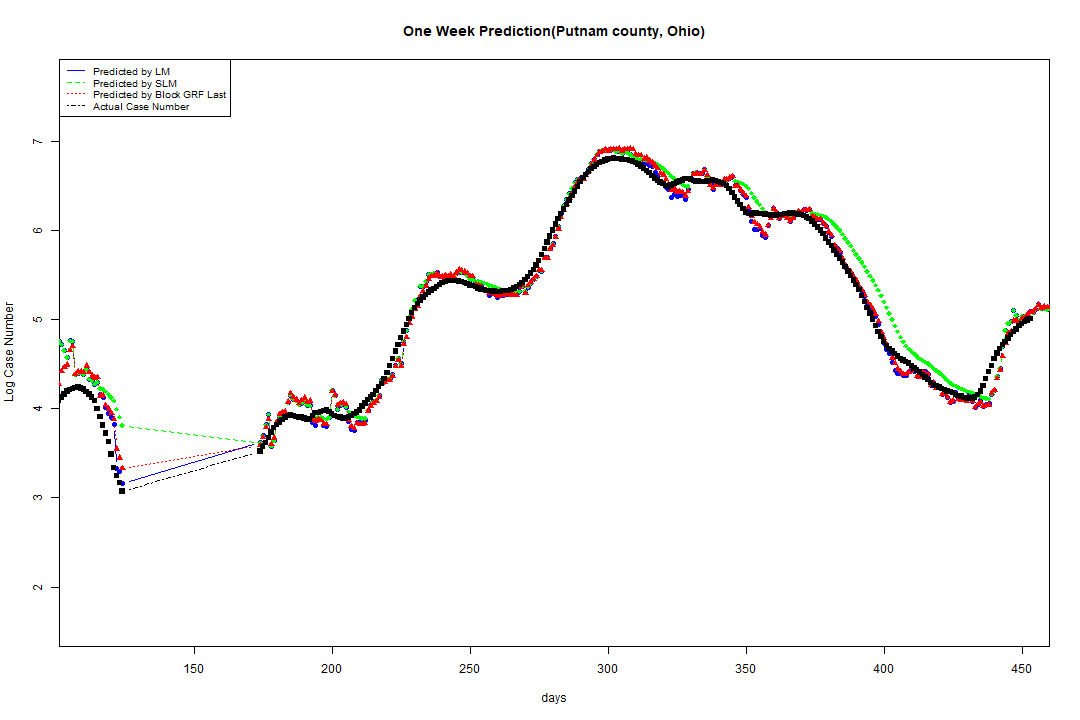 One Week Prediction(Putnam county, Ohio)
Predicted by LM
Predicted by SLM
Predicted by Block GRF Last
Actual Case Number
Log Case Number
7
6
5
4
3
2
150 200 250 300 350 400 450
days